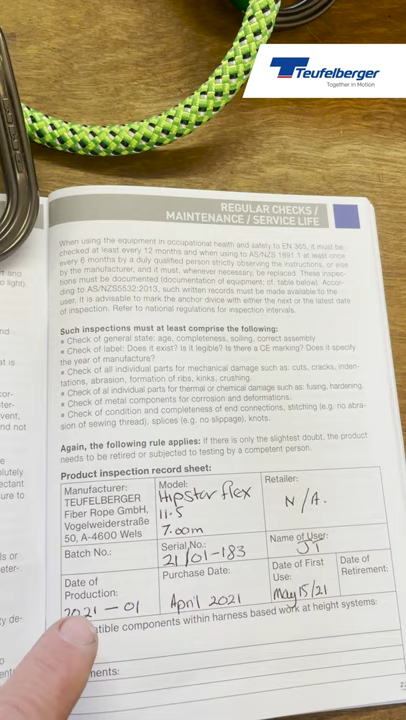 Teufelberger
Together in Motion
REGULAR CHECKS /
MAINTENANCE / SERVICE LIFE
When using the equipment in occupational health and safety to EN 365, it must be
checked at least every 12 months and when using to AS/NZS 1891.1 at least once
every 6 months by a duly qualified person strictly observing the instructions, or else
by the manufacturer, and it must, whenever necessary, be replaced. These inspec-
tions must be documented (documentation of equipment: cf. table below). Accor-
ding to AS/NZS5532:2013, such written records must be made available to the
user. It is advisable to mark the anchor divice with either the next or the latest date
of inspection. Refer to national regulations for inspection intervals.
Such inspections must at least comprise the following:
Check of general state: age, completeness, soiling, correct assembly
Check of label: Does it exist? Is it legible? Is there a CE marking? Does it specify
the year of manufacture?
Check of all individual parts for mechanical damage such as: cuts, cracks, inden-
tations, abrasion, formation of ribs, kinks, crushing.
Check of al individual parts for thermal or chemical damage such as: fusing, hardening.
Check of metal components for corrosion and deformations.
Check of condition and completeness of end connections, stitching (e.g. no abra-
sion of sewing thread), splices (e.g. no slippage), knots.
Again, the following rule applies: If there is only the slightest doubt, the product
needs to be retired or subjected to testing by a competent person.
Product inspection record sheet:
Manufacturer:
TEUFELBERGER
Fiber Rope GmbH,
Vogelweiderstraße
50, A-4600 Wels
Model:
Hipstar flex
11.5
7.00m
Retailer:
N/A.
Batch No.:
Serial No.:
21/01-183
Name of User:
JT
Date of
Production:
2021-01
Purchase Date:
April 2021
Date of First
Use:
May 15/21
Date of
Retirement:
components within harness based work at height systems: